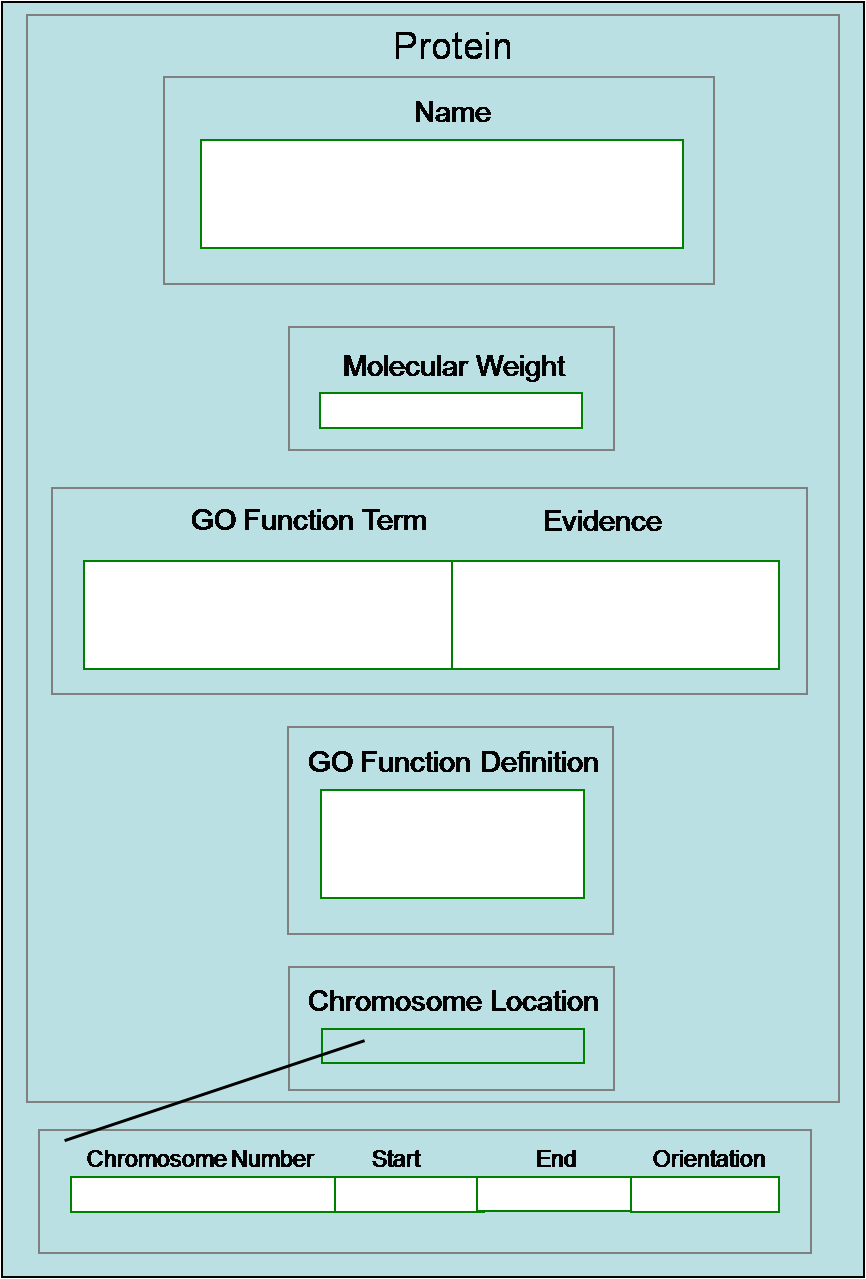 Protein
Name
Molecular Weight
GO Function Term Evidence
GO Function Definition
Chromosome Location
Chromosome Number Start End Orientation